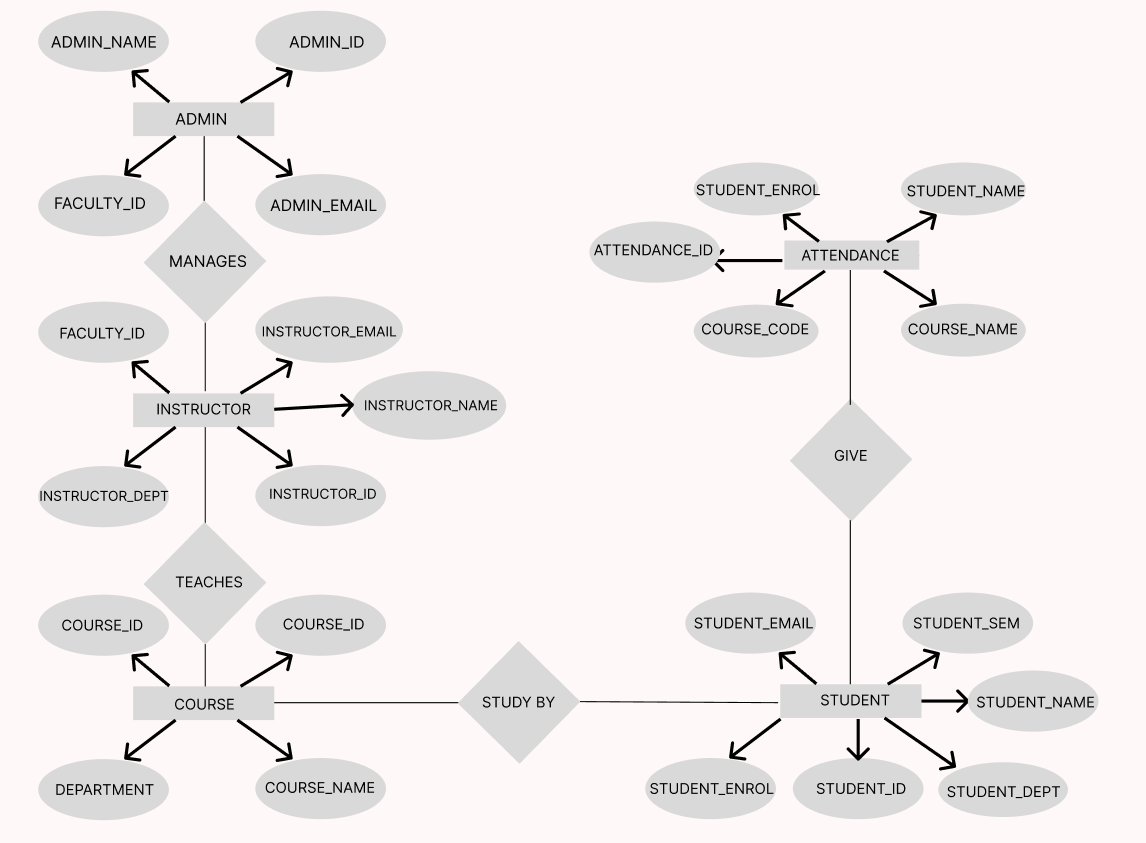 ADMIN_NAME
ADMIN_ID
ADMIN
FACULTY_ID
ADMIN_EMAIL
MANAGES
FACULTY_ID
INSTRUCTOR_EMAIL
INSTRUCTOR_NAME
INSTRUCTOR
INSTRUCTOR_DEPT
INSTRUCTOR_ID
TEACHES
COURSE_ID
COURSE_ID
COURSE
DEPARTMENT
COURSE_NAME
STUDY BY
STUDENT_ENROL
STUDENT_NAME
ATTENDANCE_ID
ATTENDANCE
COURSE_CODE
COURSE_NAME
GIVE
STUDENT_EMAIL
STUDENT_SEM
STUDENT
STUDENT_NAME
STUDENT_ENROL
STUDENT_ID
STUDENT_DEPT